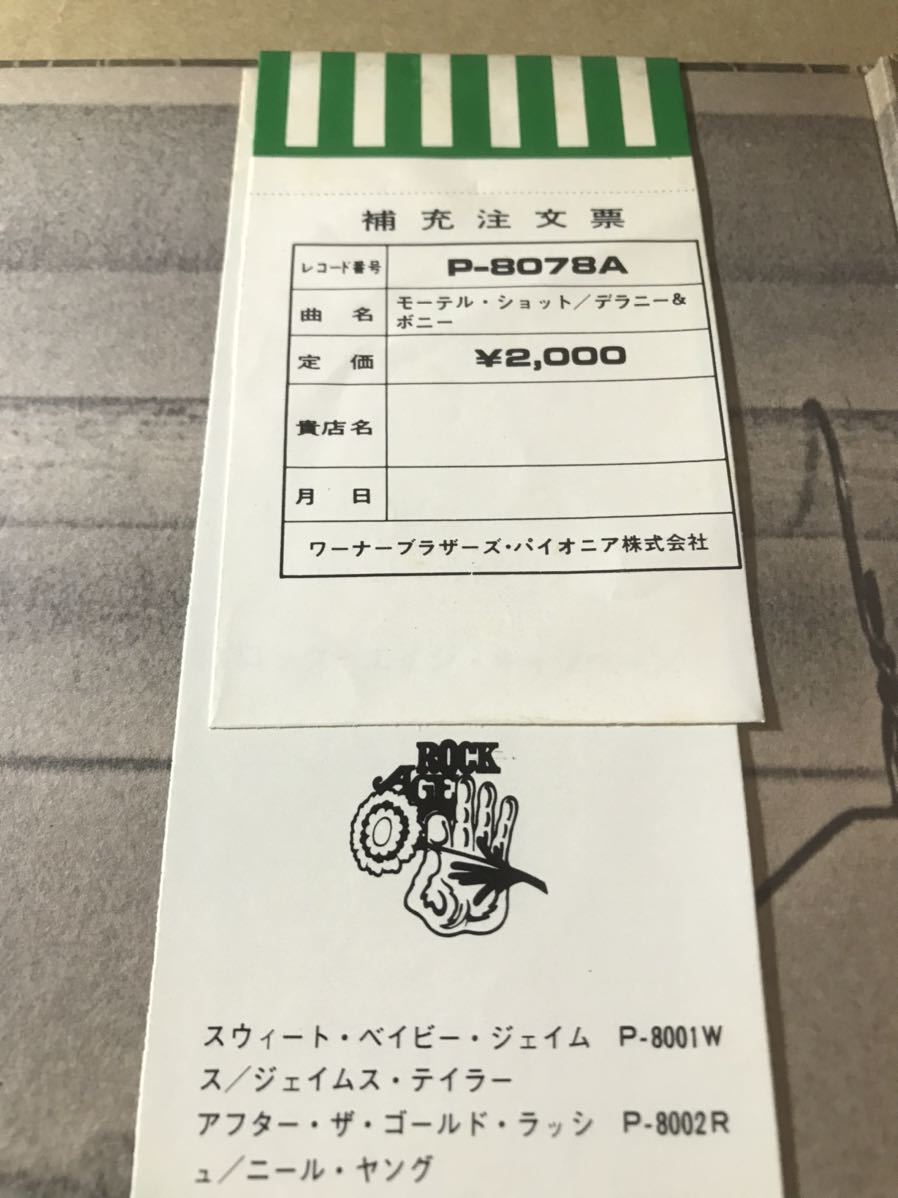 補充注文票
レコード番号 P-8078A
曲名 モーテル・ショット/デラニー&
ボニー
定価 ¥2,000
貴店名
月日
ワーナーブラザーズ・パイオニア株式会社
ROCK
AGE
スウィート・ベイビー・ジェイム P-8001W
ス/ジェイムス・テイラー
アフター・ザ・ゴールド・ラッシ P-8002R
ュ/ニール・ヤング